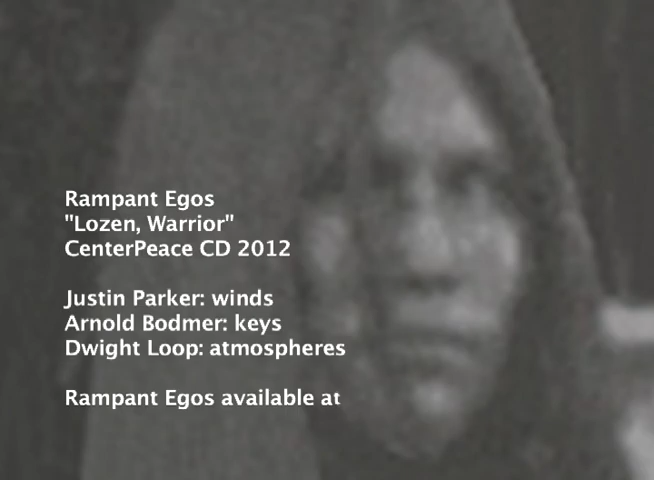 Rampant Egos
"Lozen, Warrior"
CenterPeace CD 2012
Justin Parker: winds
Arnold Bodmer: keys
Dwight Loop: atmospheres
Rampant Egos available at